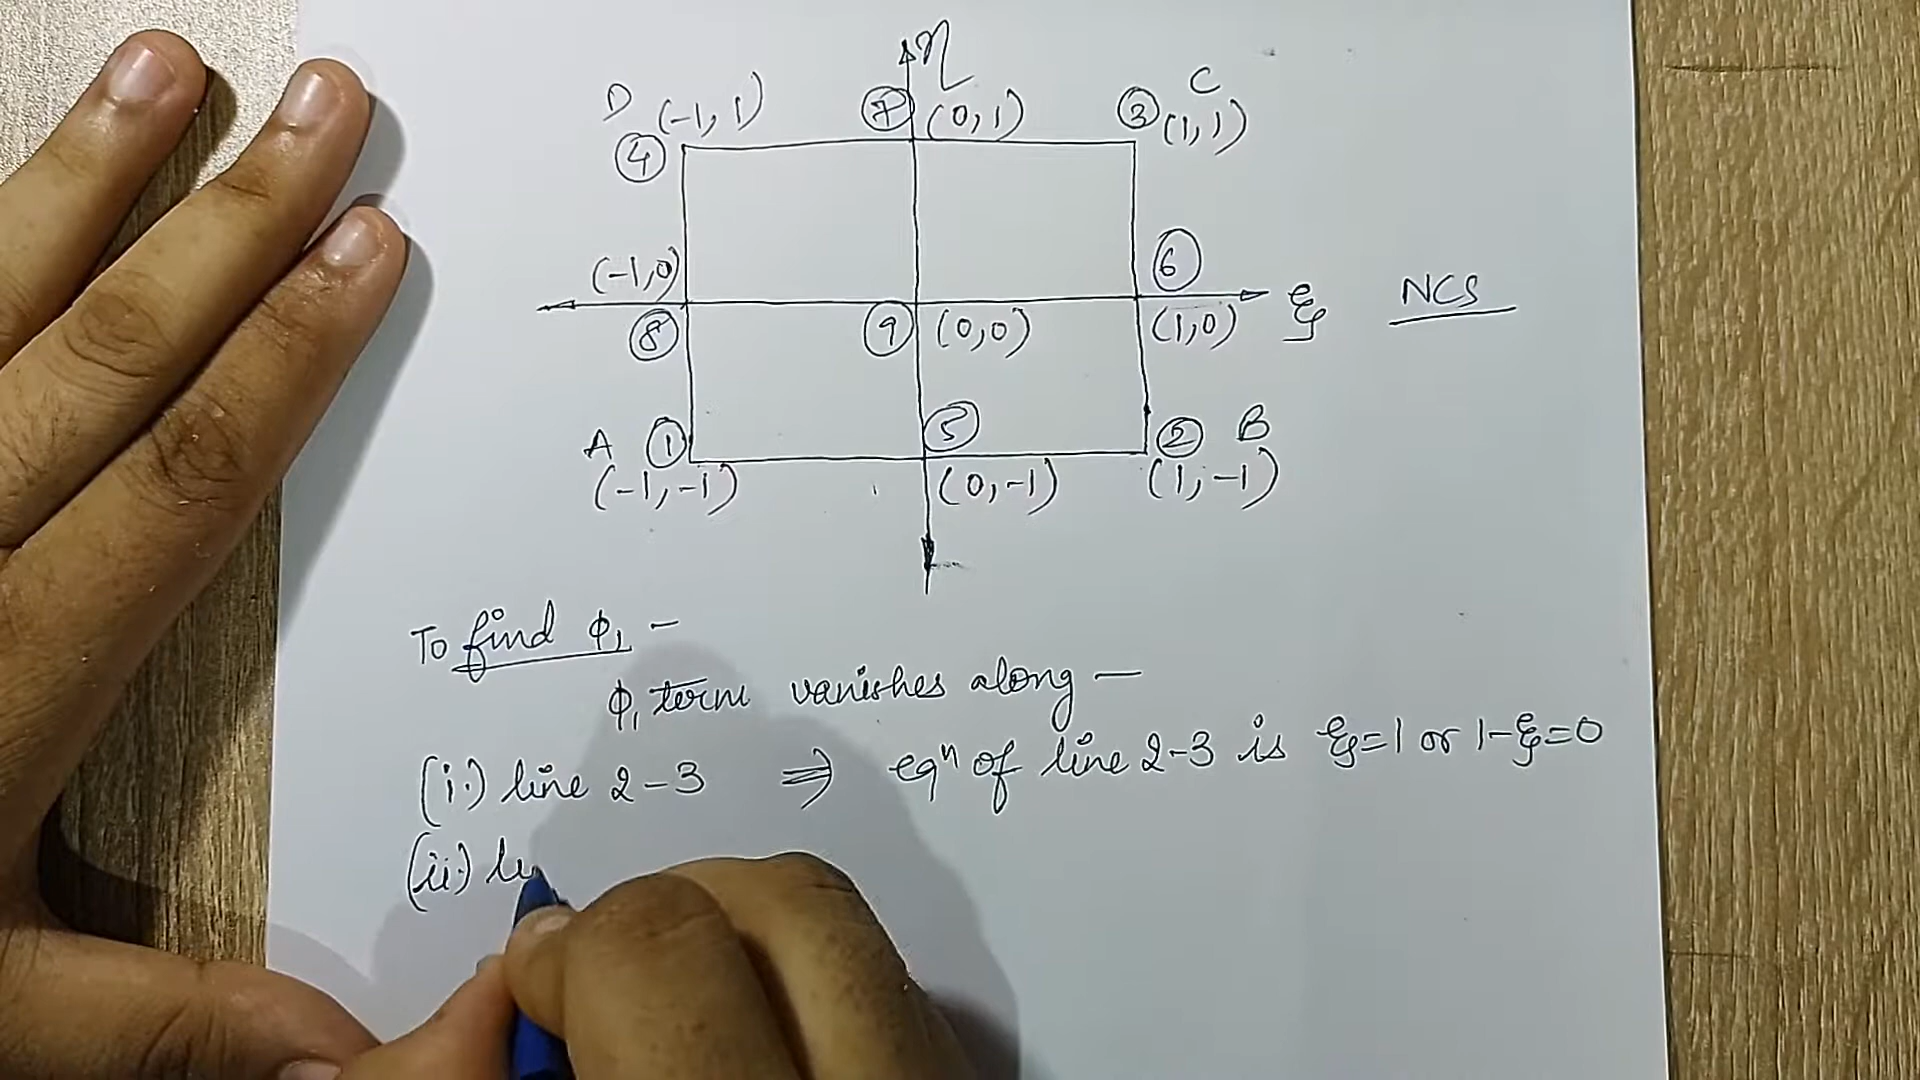 η
D (-1, 1) 7 (0, 1) 3 C (1, 1)
4
(-1, 0) 6
ξ NCS
8 9 (0, 0) (1, 0)
A 1 5 2 B
(-1, -1) (0, -1) (1, -1)
To find ϕ₁ -
ϕ₁ term vanishes along —
(i.) line 2-3 ⇒ eqⁿ of line 2-3 is ξ=1 or 1-ξ=0
(ii.)